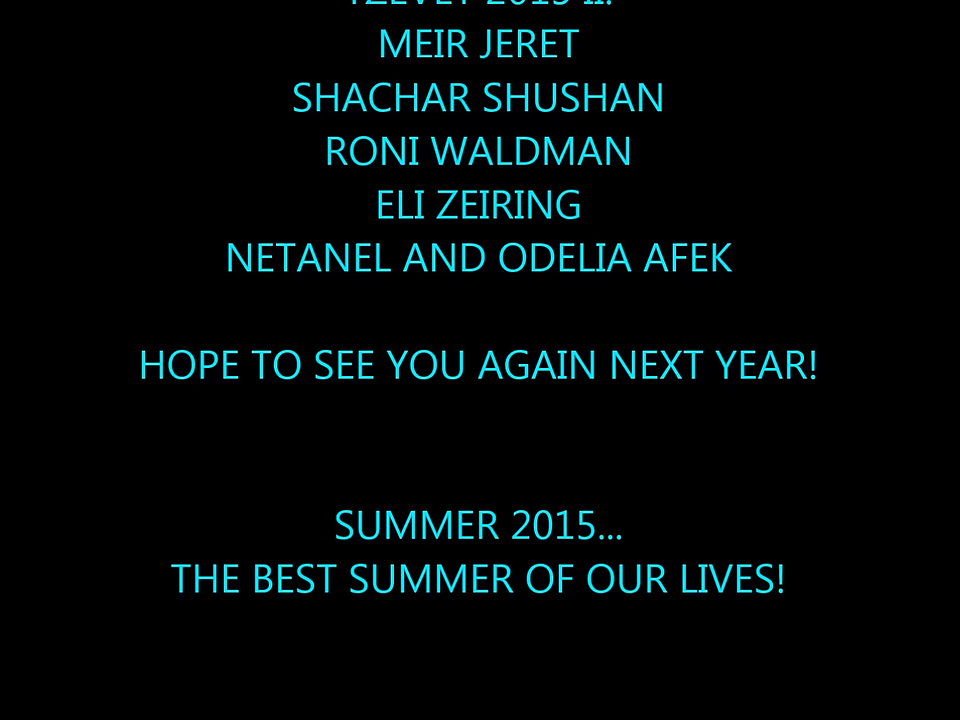 MEIR JERET
SHACHAR SHUSHAN
RONI WALDMAN
ELI ZEIRING
NETANEL AND ODELIA AFEK
HOPE TO SEE YOU AGAIN NEXT YEAR!
SUMMER 2015...
THE BEST SUMMER OF OUR LIVES!